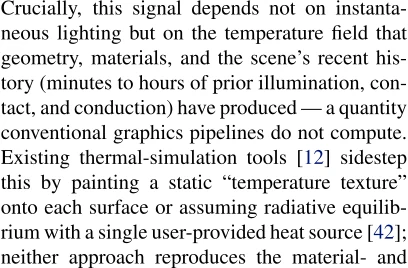 Crucially, this signal depends not on instanta-
neous lighting but on the temperature field that
geometry, materials, and the scene's recent his-
tory (minutes to hours of prior illumination, con-
tact, and conduction) have produced — a quantity
conventional graphics pipelines do not compute.
Existing thermal-simulation tools [12] sidestep
this by painting a static “temperature texture”
onto each surface or assuming radiative equilib-
rium with a single user-provided heat source [42];
neither approach reproduces the material- and